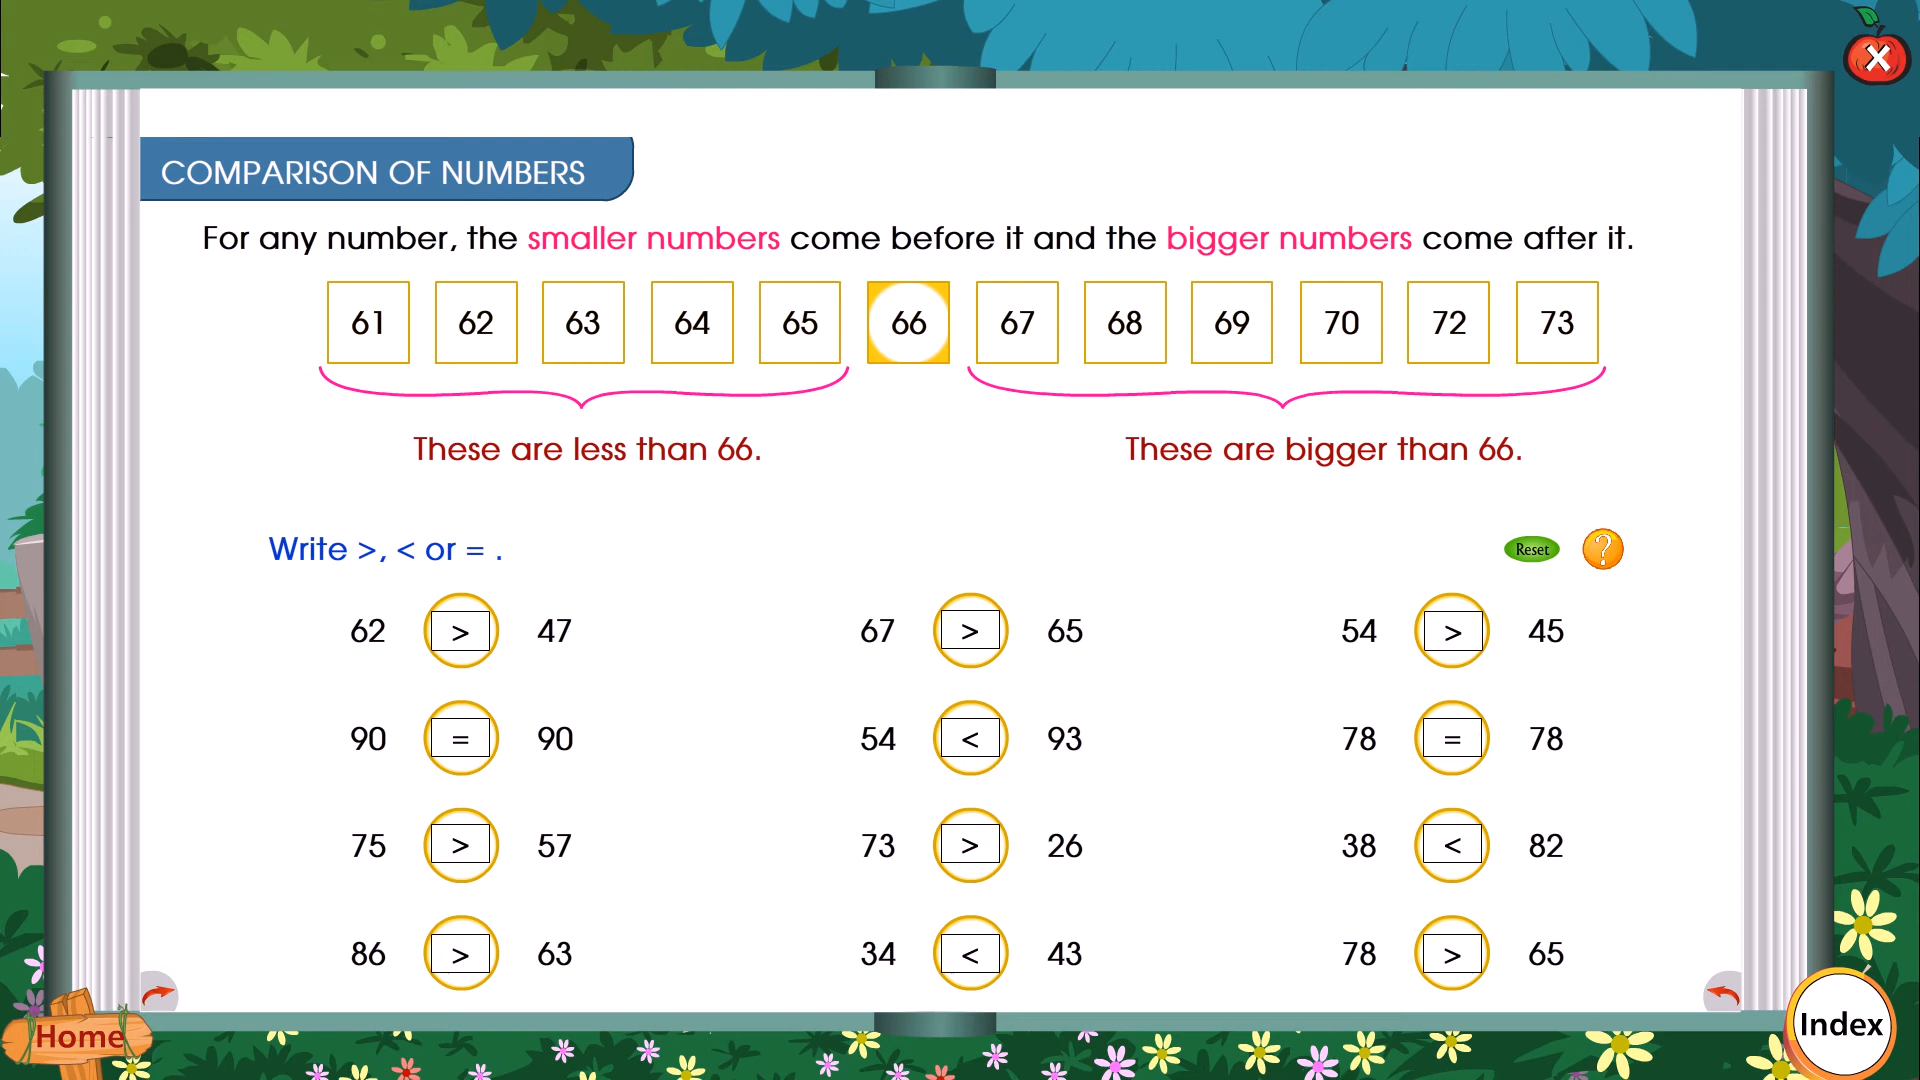 COMPARISON OF NUMBERS
For any number, the smaller numbers come before it and the bigger numbers come after it.
61 62 63 64 65 66 67 68 69 70 72 73
These are less than 66. These are bigger than 66.
Write >, < or = .
Reset ?
62 > 47 67 > 65 54 > 45
90 = 90 54 < 93 78 = 78
75 > 57 73 > 26 38 < 82
86 > 63 34 < 43 78 > 65
Home Index